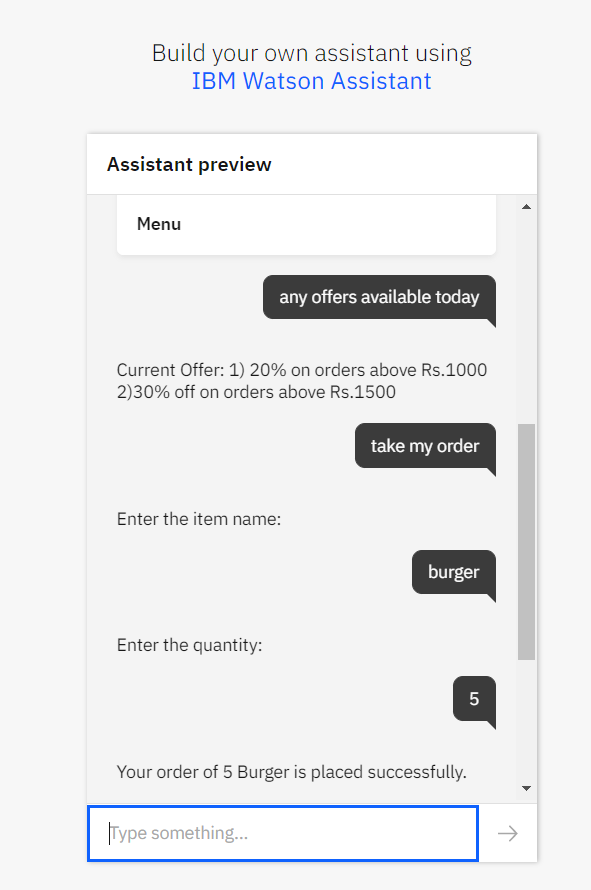 Build your own assistant using
IBM Watson Assistant
Assistant preview
Menu
any offers available today
Current Offer: 1) 20% on orders above Rs.1000
2)30% off on orders above Rs.1500
take my order
Enter the item name:
burger
Enter the quantity:
5
Your order of 5 Burger is placed successfully.
Type something...